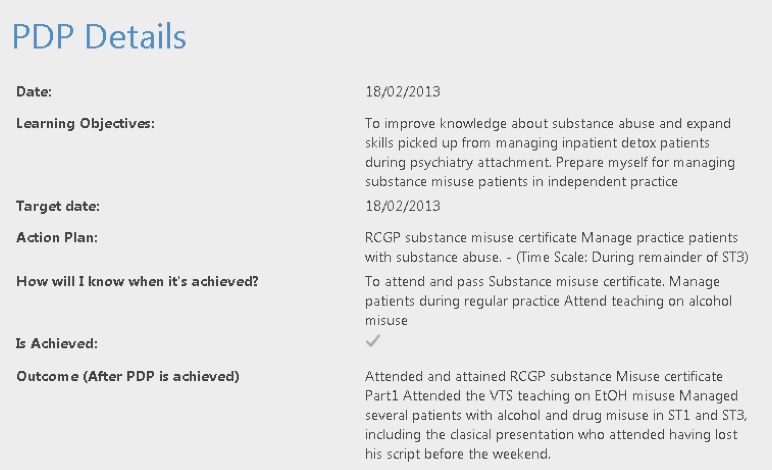 PDP Details
Date: 18/02/2013
Learning Objectives: To improve knowledge about substance abuse and expand
skills picked up from managing inpatient detox patients
during psychiatry attachment. Prepare myself for managing
substance misuse patients in independent practice
Target date: 18/02/2013
Action Plan: RCGP substance misuse certificate Manage practice patients
with substance abuse. - (Time Scale: During remainder of ST3)
How will I know when it's achieved? To attend and pass Substance misuse certificate. Manage
patients during regular practice Attend teaching on alcohol
misuse
Is Achieved: ✓
Outcome (After PDP is achieved) Attended and attained RCGP substance Misuse certificate
Part1 Attended the VTS teaching on EtOH misuse Managed
several patients with alcohol and drug misuse in ST1 and ST3,
including the clasical presentation who attended having lost
his script before the weekend.